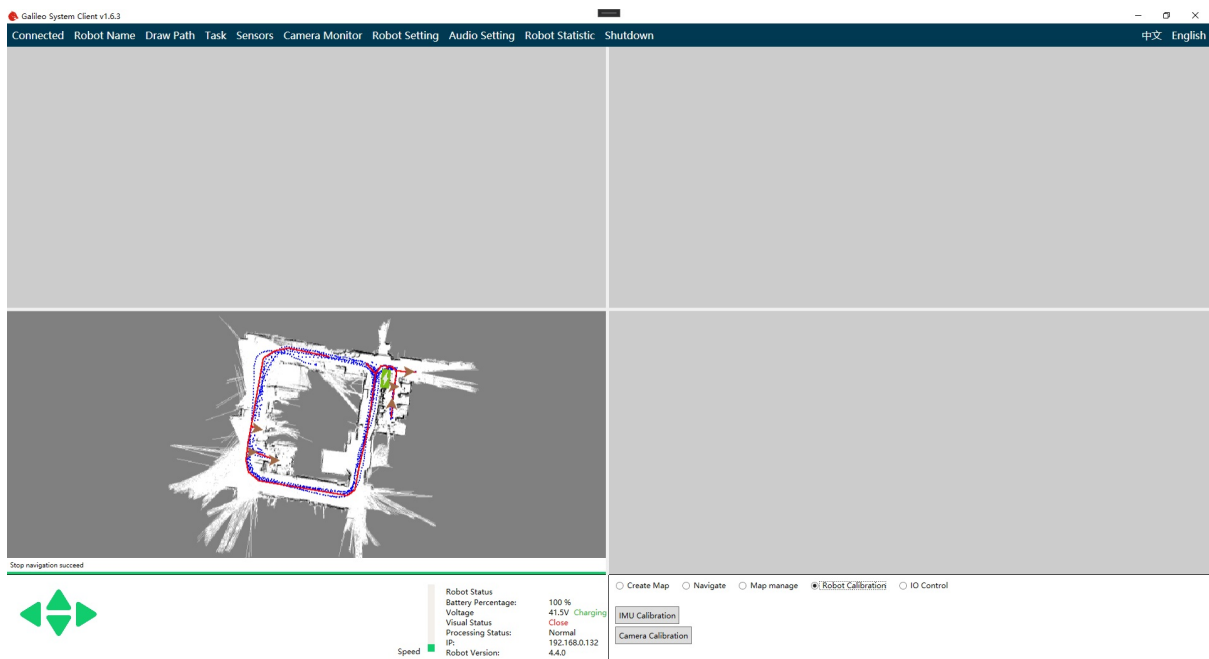 Galileo System Client v1.6.3
Connected Robot Name Draw Path Task Sensors Camera Monitor Robot Setting Audio Setting Robot Statistic Shutdown 中文 English
Stop navigation succeed
Robot Status
Battery Percentage: 100 %
Voltage 41.5V Charging
Visual Status Close
Processing Status: Normal
IP: 192.168.0.132
Speed Robot Version: 4.4.0
Create Map Navigate Map manage Robot Calibration IO Control
IMU Calibration
Camera Calibration